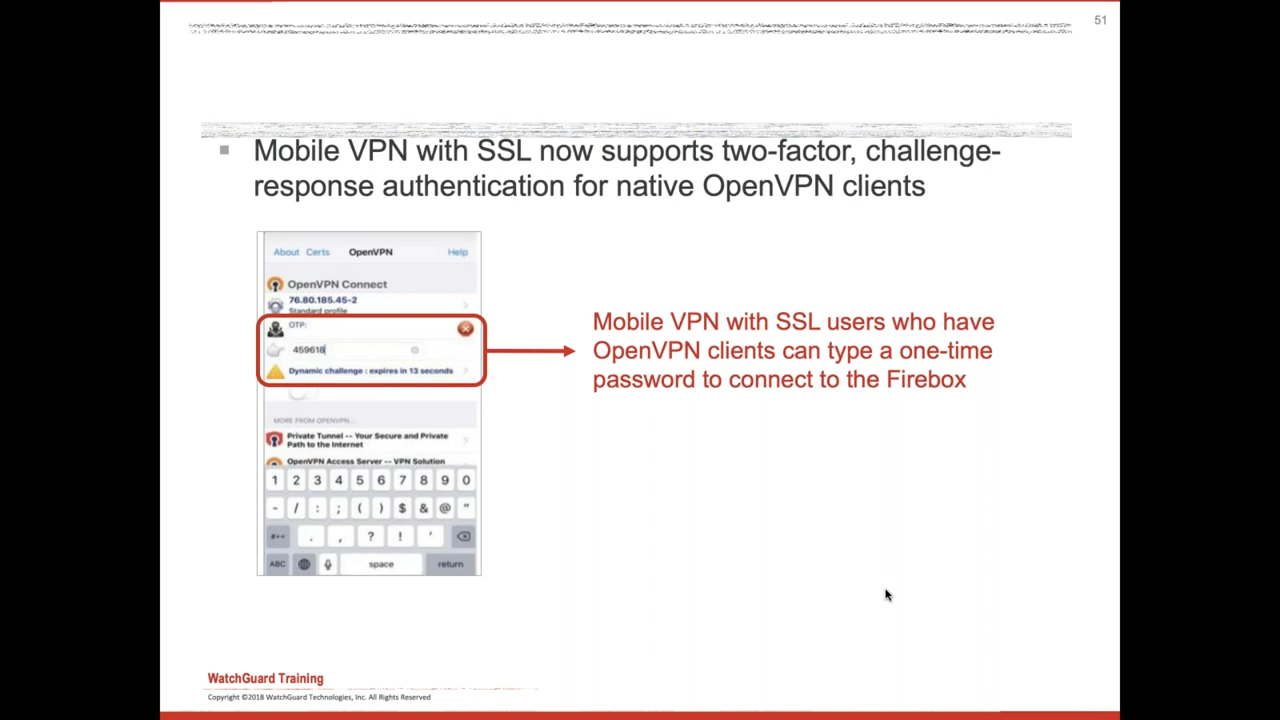 51
Mobile VPN with SSL now supports two-factor, challenge-
response authentication for native OpenVPN clients
About Certs OpenVPN Help
OpenVPN Connect
76.80.185.45-2
Standard profile
OTP:
459618
Dynamic challenge : expires in 13 seconds
MORE FROM OPENVPN...
Private Tunnel -- Your Secure and Private
Path to the Internet
OpenVPN Access Server -- VPN Solution
1 2 3 4 5 6 7 8 9 0
- / : ; ( ) $ & @ "
#+= . , ? ! '
ABC space return
Mobile VPN with SSL users who have
OpenVPN clients can type a one-time
password to connect to the Firebox
WatchGuard Training
Copyright ©2018 WatchGuard Technologies, Inc. All Rights Reserved